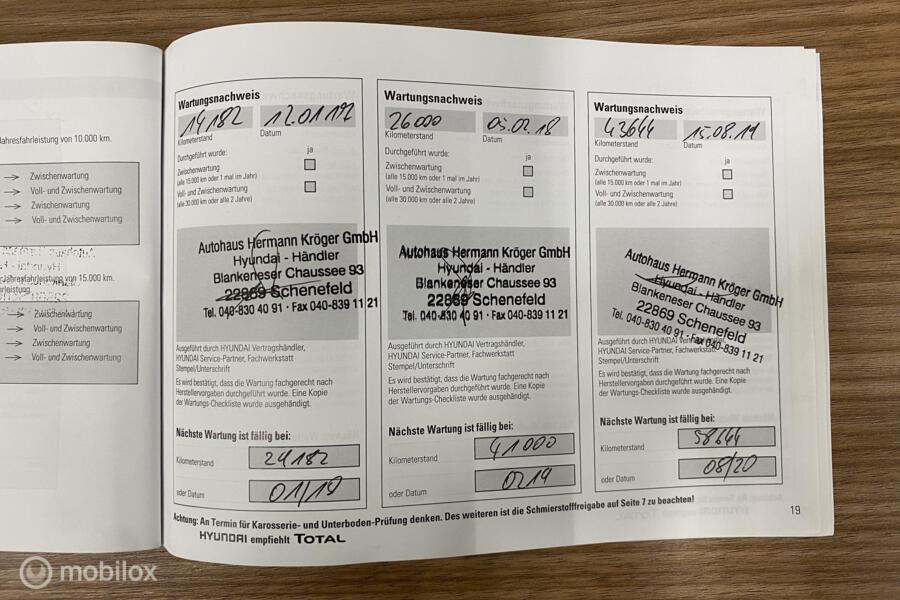 Jahresfahrleistung von 10.000 km.
→ Zwischenwartung
→ Voll- und Zwischenwartung
→ Zwischenwartung
→ Voll- und Zwischenwartung
Jahresfahrleistung von 15.000 km.
→ Zwischenwartung
→ Voll- und Zwischenwartung
→ Zwischenwartung
→ Voll- und Zwischenwartung
Wartungsnachweis
14182
Kilometerstand Datum
Durchgeführt wurde: ja
Zwischenwartung
(alle 15.000 km oder 1 mal im Jahr)
Voll- und Zwischenwartung
(alle 30.000 km oder alle 2 Jahre)
Autohaus Hermann Kröger GmbH
Hyundai - Händler
Blankeneser Chaussee 93
22869 Schenefeld
Tel. 040-830 40 91 · Fax 040-839 11 21
Ausgeführt durch HYUNDAI Vertragshändler,
HYUNDAI Service-Partner, Fachwerkstatt
Stempel/Unterschrift
Es wird bestätigt, dass die Wartung fachgerecht nach
Herstellervorgaben durchgeführt wurde. Eine Kopie
der Wartungs-Checkliste wurde ausgehändigt.
Nächste Wartung ist fällig bei:
Kilometerstand 29182
oder Datum 01/19
Wartungsnachweis
26000 05.02.18
Kilometerstand Datum
Durchgeführt wurde: ja
Zwischenwartung
(alle 15.000 km oder 1 mal im Jahr)
Voll- und Zwischenwartung
(alle 30.000 km oder alle 2 Jahre)
Autohaus Hermann Kröger GmbH
Hyundai - Händler
Blankeneser Chaussee 93
22869 Schenefeld
Tel. 040-830 40 91 · Fax 040-839 11 21
Ausgeführt durch HYUNDAI Vertragshändler,
HYUNDAI Service-Partner, Fachwerkstatt
Stempel/Unterschrift
Es wird bestätigt, dass die Wartung fachgerecht nach
Herstellervorgaben durchgeführt wurde. Eine Kopie
der Wartungs-Checkliste wurde ausgehändigt.
Nächste Wartung ist fällig bei:
Kilometerstand 41000
oder Datum 0219
Wartungsnachweis
43644 15.08.19
Kilometerstand Datum
Durchgeführt wurde: ja
Zwischenwartung
(alle 15.000 km oder 1 mal im Jahr)
Voll- und Zwischenwartung
(alle 30.000 km oder alle 2 Jahre)
Autohaus Hermann Kröger GmbH
Hyundai - Händler
Blankeneser Chaussee 93
22869 Schenefeld
Tel. 040-830 40 91 · Fax 040-839 11 21
Ausgeführt durch HYUNDAI Vertragshändler,
HYUNDAI Service-Partner, Fachwerkstatt
Stempel/Unterschrift
Es wird bestätigt, dass die Wartung fachgerecht nach
Herstellervorgaben durchgeführt wurde. Eine Kopie
der Wartungs-Checkliste wurde ausgehändigt.
Nächste Wartung ist fällig bei:
Kilometerstand 58644
oder Datum 08/20
Achtung: An Termin für Karosserie- und Unterboden-Prüfung denken. Des weiteren ist die Schmierstofffreigabe auf Seite 7 zu beachten!
HYUNDAI empfiehlt TOTAL
19
mobilox